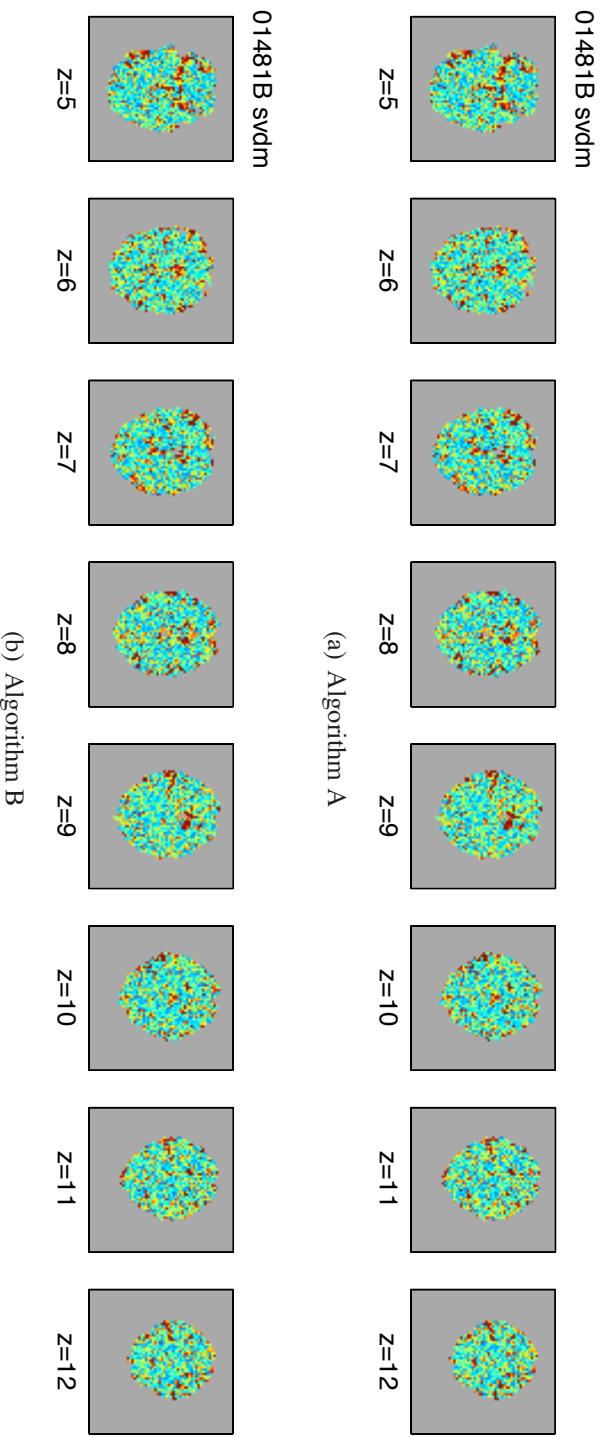 01481B svdm
z=5
z=6
z=7
z=8
z=9
z=10
z=11
z=12
(a) Algorithm A
01481B svdm
z=5
z=6
z=7
z=8
z=9
z=10
z=11
z=12
(b) Algorithm B